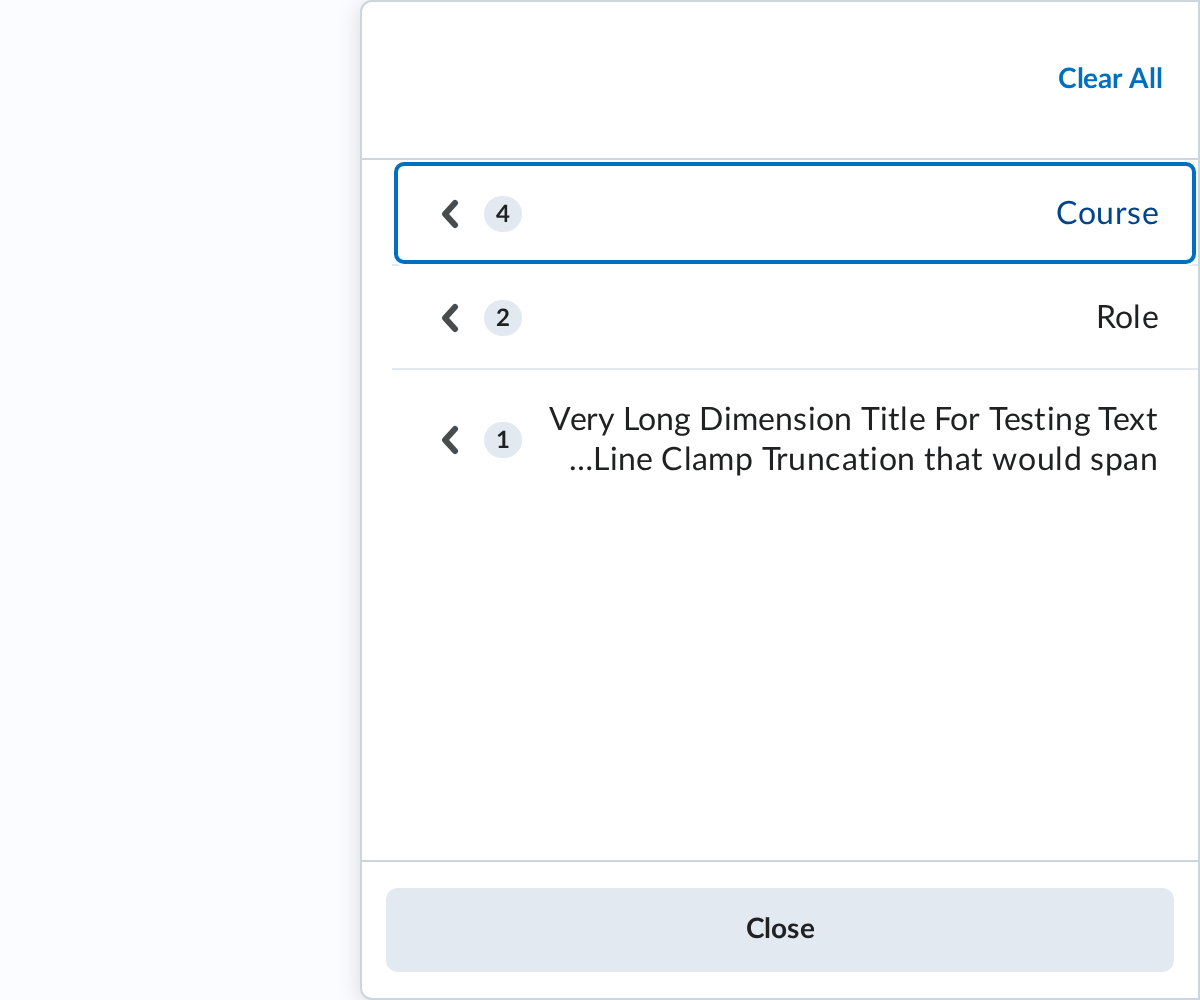 Clear All
Course 4
Role 2
Very Long Dimension Title For Testing Text
Line Clamp Truncation that would span...
1
Close